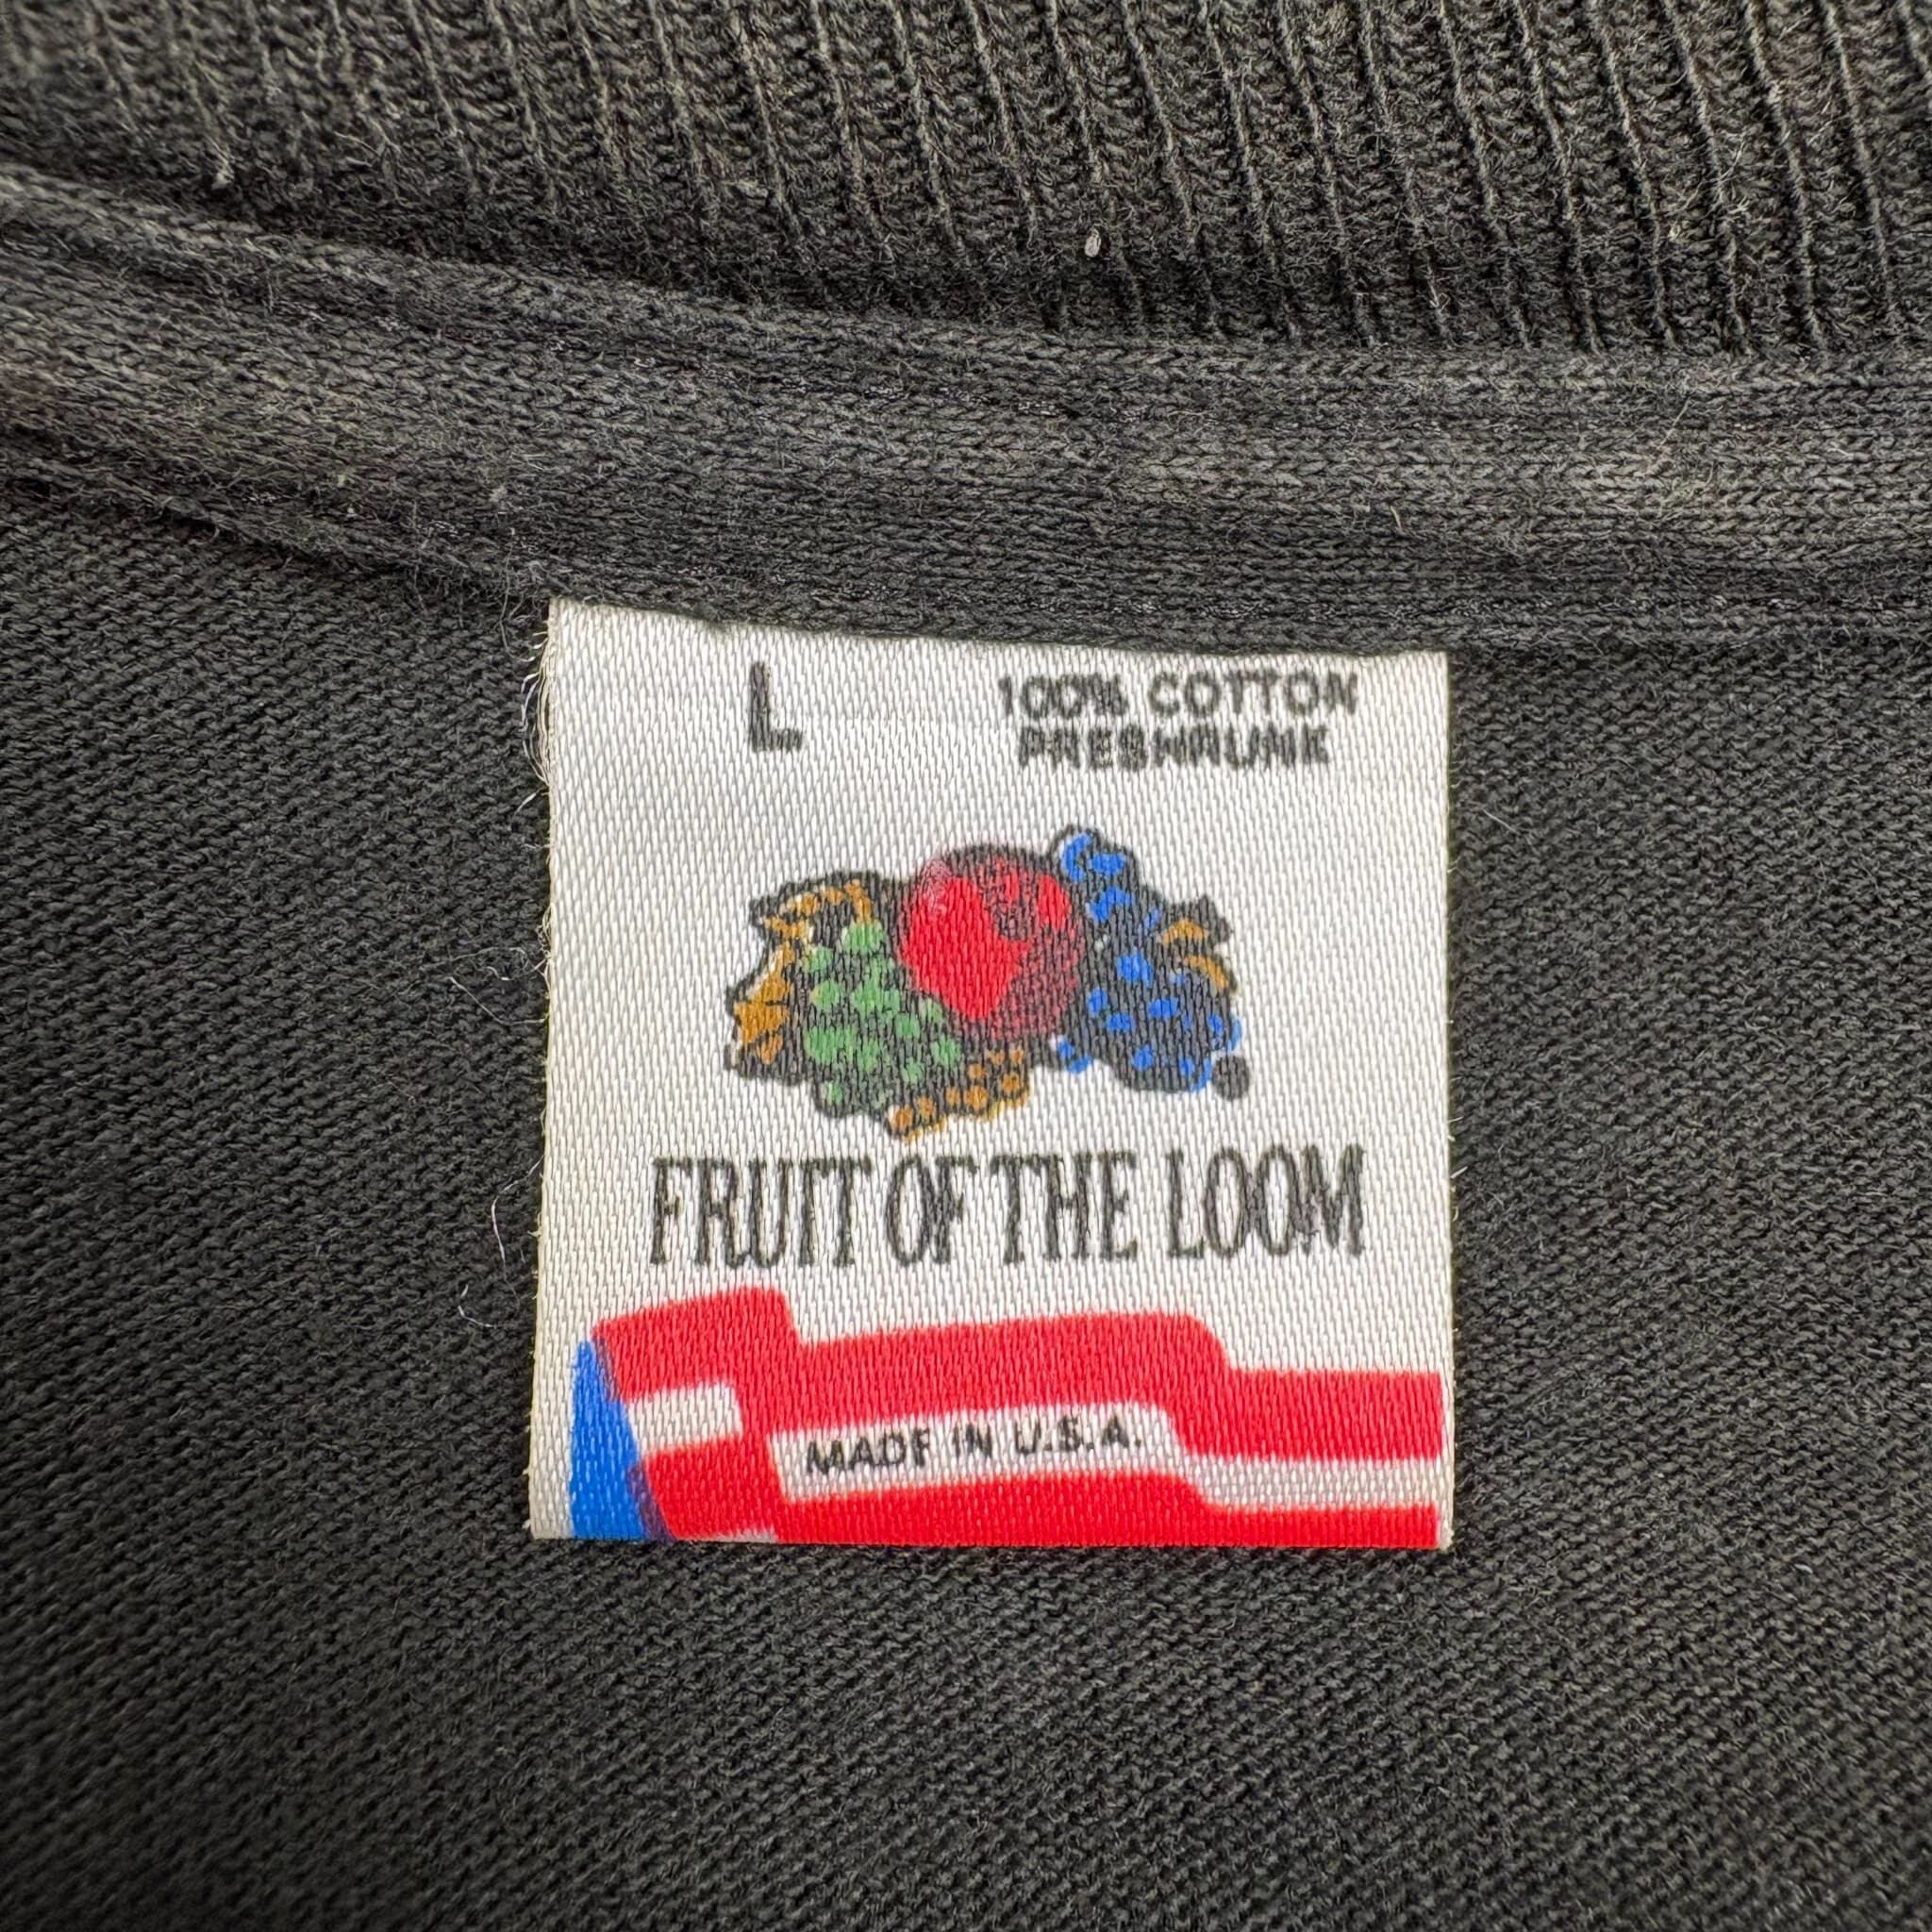 L
100% COTTON
PRESHRUNK
FRUIT OF THE LOOM
MADE IN U.S.A.